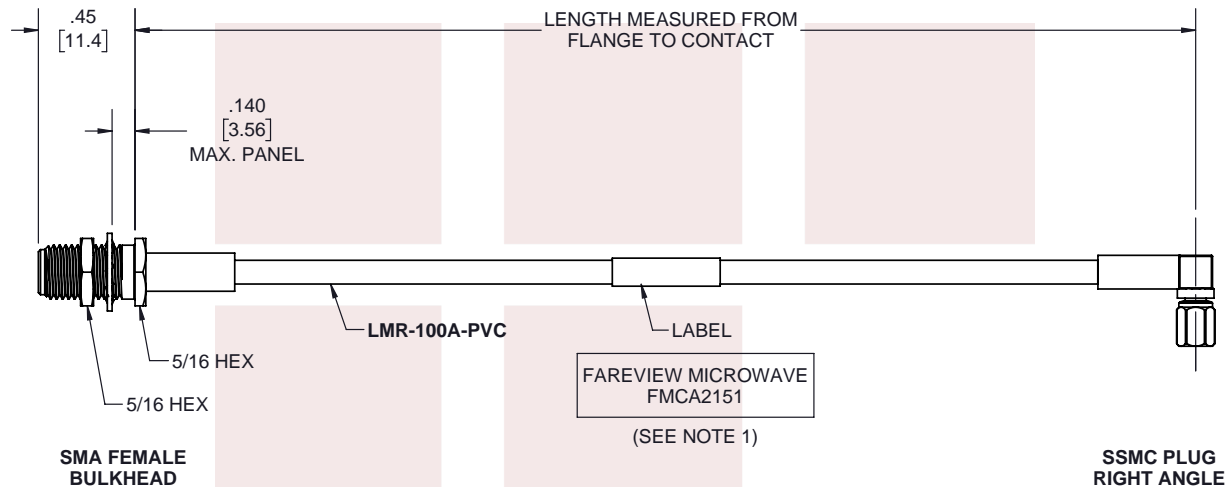 .45
[11.4]
LENGTH MEASURED FROM
FLANGE TO CONTACT
.140
[3.56]
MAX. PANEL
LMR-100A-PVC
LABEL
5/16 HEX
5/16 HEX
FAREVIEW MICROWAVE
FMCA2151
(SEE NOTE 1)
SMA FEMALE
BULKHEAD
SSMC PLUG
RIGHT ANGLE